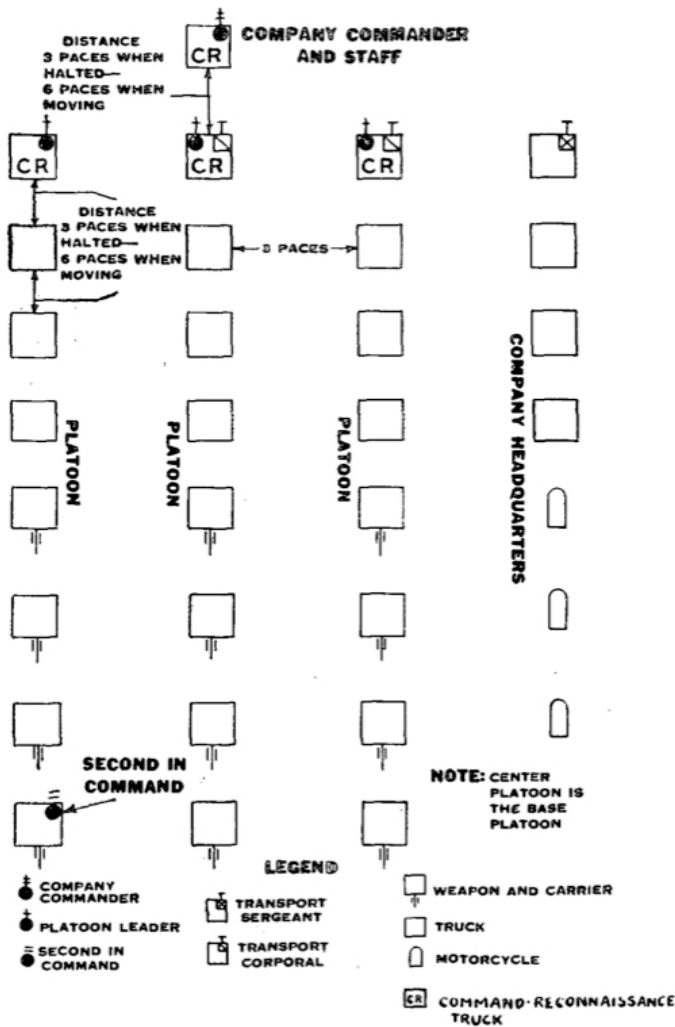 COMPANY COMMANDER
AND STAFF
DISTANCE
3 PACES WHEN
HALTED—
6 PACES WHEN
MOVING
CR
CR
CR
CR
DISTANCE
3 PACES WHEN
HALTED—
6 PACES WHEN
MOVING
3 PACES
PLATOON
PLATOON
PLATOON
COMPANY HEADQUARTERS
SECOND IN
COMMAND
NOTE: CENTER
PLATOON IS
THE BASE
PLATOON
LEGEND
COMPANY
COMMANDER
PLATOON LEADER
SECOND IN
COMMAND
TRANSPORT
SERGEANT
TRANSPORT
CORPORAL
WEAPON AND CARRIER
TRUCK
MOTORCYCLE
CR COMMAND-RECONNAISSANCE
TRUCK